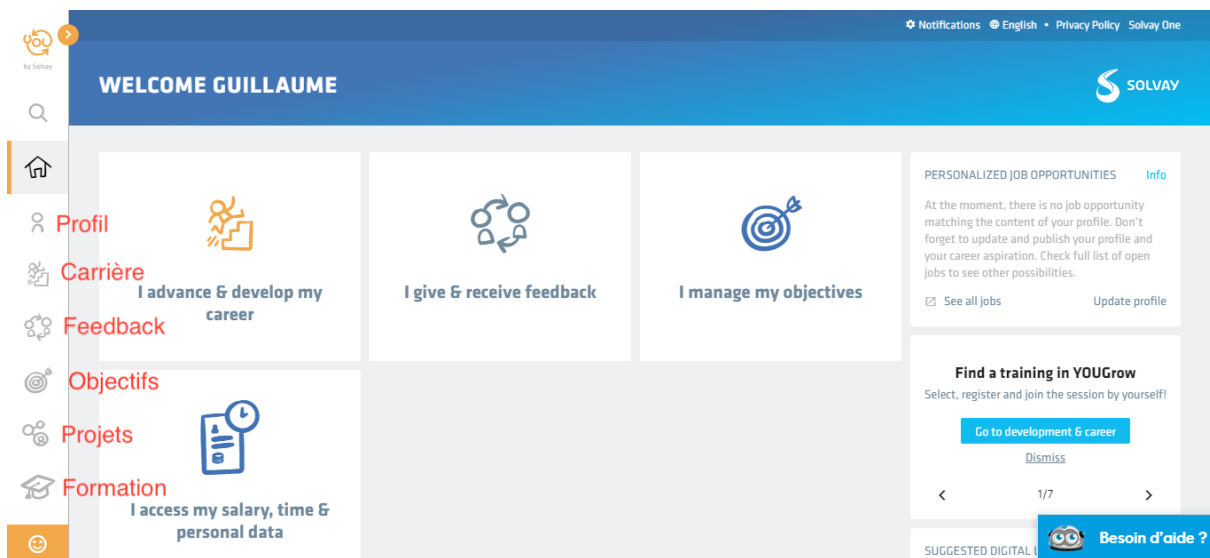 YOU
by Solvay
Notifications English • Privacy Policy Solvay One
WELCOME GUILLAUME
SOLVAY
Profil
Carrière
Feedback
Objectifs
Projets
Formation
I advance & develop my
career
I give & receive feedback
I manage my objectives
I access my salary, time &
personal data
PERSONALIZED JOB OPPORTUNITIES Info
At the moment, there is no job opportunity
matching the content of your profile. Don't
forget to update and publish your profile and
your career aspiration. Check full list of open
jobs to see other possibilities.
See all jobs Update profile
Find a training in YOUGrow
Select, register and join the session by yourself!
Go to development & career
Dismiss
1/7
SUGGESTED DIGITAL
Besoin d'aide ?